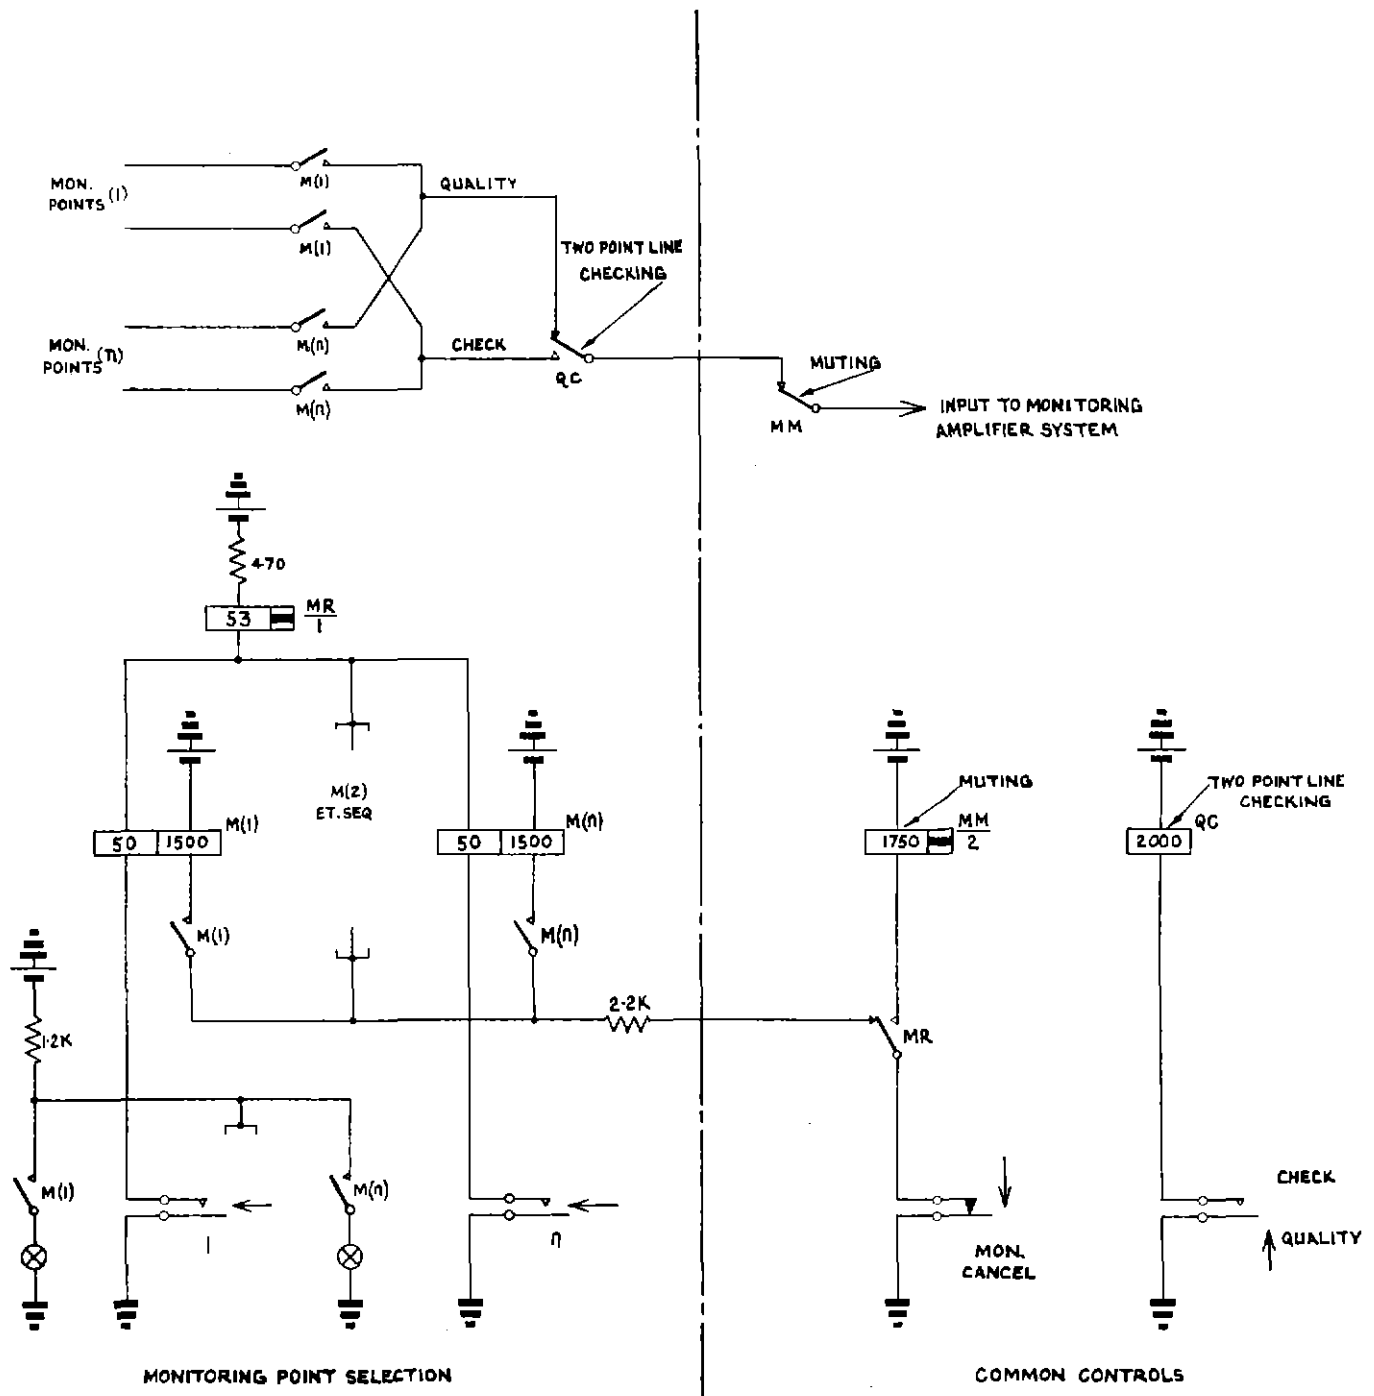 M(1)
MON.
POINTS (1)
QUALITY
M(1)
TWO POINT LINE
CHECKING
M(n)
MON.
POINTS (n)
CHECK
QC
M(n)
MUTING
MM
INPUT TO MONITORING
AMPLIFIER SYSTEM
470
53
MR
1
M(2)
ET. SEQ
50
1500
M(1)
50
1500
M(n)
MUTING
1750
MM
2
TWO POINT LINE
CHECKING
QC
2000
M(1)
M(n)
2·2K
MR
1·2K
M(1)
1
M(n)
n
MON.
CANCEL
CHECK
QUALITY
MONITORING POINT SELECTION
COMMON CONTROLS